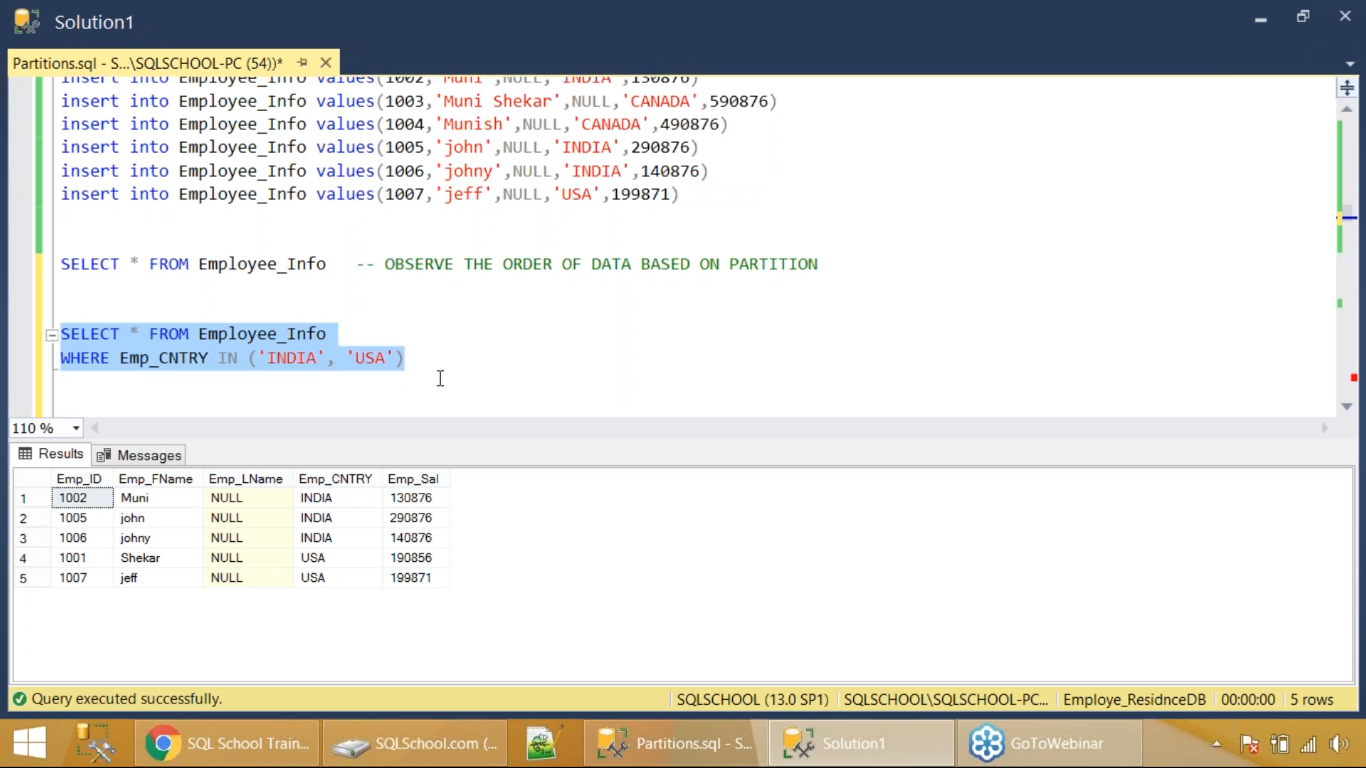 Solution1
Partitions.sql - S...\SQLSCHOOL-PC (54))*
insert into Employee_Info values(1002,'Muni',NULL,'INDIA',130876)
insert into Employee_Info values(1003,'Muni Shekar',NULL,'CANADA',590876)
insert into Employee_Info values(1004,'Munish',NULL,'CANADA',490876)
insert into Employee_Info values(1005,'john',NULL,'INDIA',290876)
insert into Employee_Info values(1006,'johny',NULL,'INDIA',140876)
insert into Employee_Info values(1007,'jeff',NULL,'USA',199871)
SELECT * FROM Employee_Info -- OBSERVE THE ORDER OF DATA BASED ON PARTITION
SELECT * FROM Employee_Info
WHERE Emp_CNTRY IN ('INDIA', 'USA')
110 %
Results Messages
Emp_ID Emp_FName Emp_LName Emp_CNTRY Emp_Sal
1 1002 Muni NULL INDIA 130876
2 1005 john NULL INDIA 290876
3 1006 johny NULL INDIA 140876
4 1001 Shekar NULL USA 190856
5 1007 jeff NULL USA 199871
Query executed successfully. SQLSCHOOL (13.0 SP1) SQLSCHOOL\SQLSCHOOL-PC... Employe_ResidnceDB 00:00:00 5 rows
SQL School Train... SQLSchool.com (... Partitions.sql - S... Solution1 GoToWebinar